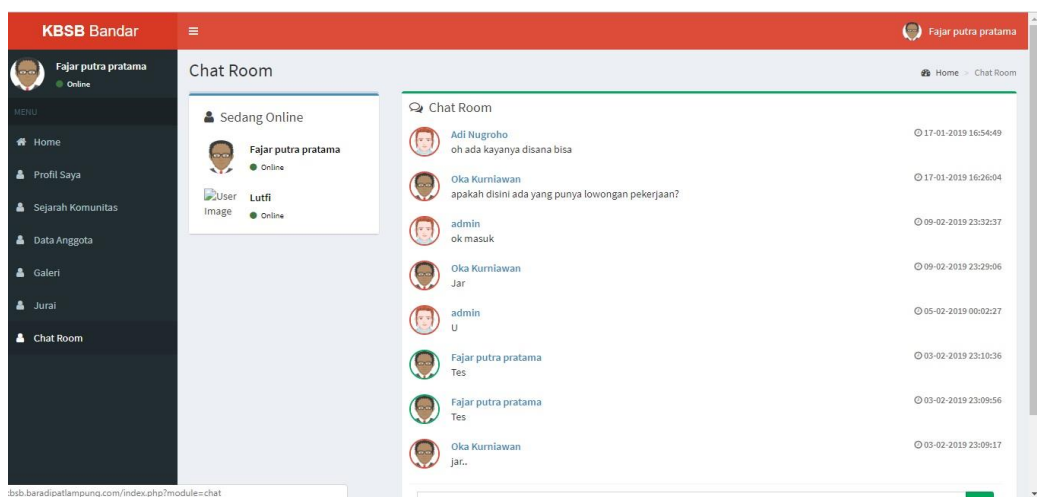 KBSB Bandar
Fajar putra pratama
Fajar putra pratama
Online
MENU
Home
Profil Saya
Sejarah Komunitas
Data Anggota
Galeri
Jurai
Chat Room
Chat Room
Home > Chat Room
Sedang Online
Fajar putra pratama
Online
User Image
Lutfi
Online
Chat Room
Adi Nugroho
17-01-2019 16:54:49
oh ada kayanya disana bisa
Oka Kurniawan
17-01-2019 16:26:04
apakah disini ada yang punya lowongan pekerjaan?
admin
09-02-2019 23:32:37
ok masuk
Oka Kurniawan
09-02-2019 23:29:06
Jar
admin
05-02-2019 00:02:27
U
Fajar putra pratama
03-02-2019 23:10:36
Tes
Fajar putra pratama
03-02-2019 23:09:56
Tes
Oka Kurniawan
03-02-2019 23:09:17
jar..
bsb.baradipatlampung.com/index.php?module=chat